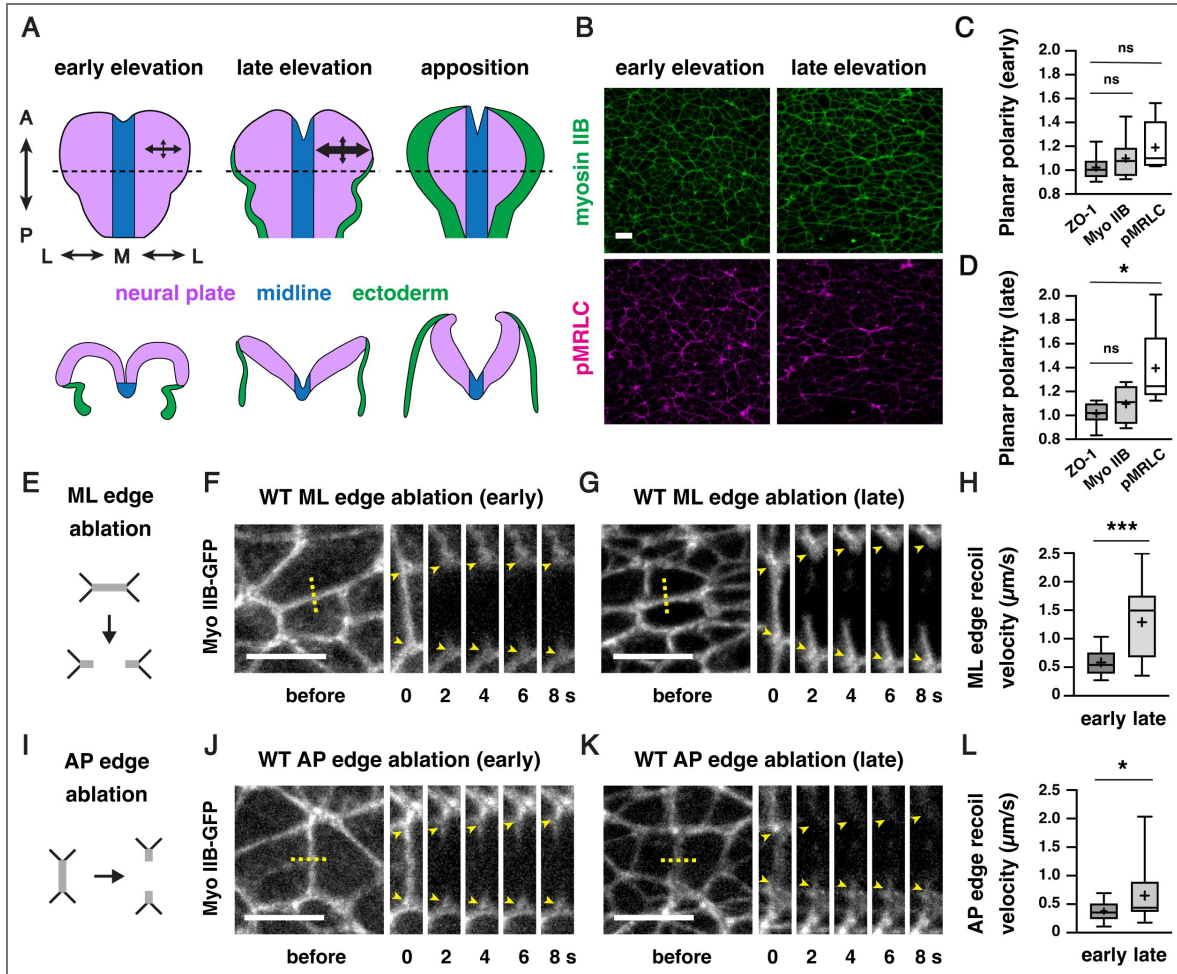 A
early elevation
late elevation
apposition
A
P
L
M
L
neural plate midline ectoderm
B
early elevation
late elevation
myosin IIB
pMRLC
C
Planar polarity (early)
2.0
1.8
1.6
1.4
1.2
1.0
0.8
ns
ns
ZO-1
Myo IIB
pMRLC
D
Planar polarity (late)
2.0
1.8
1.6
1.4
1.2
1.0
0.8
*
ns
ZO-1
Myo IIB
pMRLC
E
ML edge
ablation
F
WT ML edge ablation (early)
Myo IIB-GFP
before
0 2 4 6 8 s
G
WT ML edge ablation (late)
before
0 2 4 6 8 s
H
ML edge recoil
velocity (µm/s)
2.5
2.0
1.5
1.0
0.5
0
***
early late
I
AP edge
ablation
J
WT AP edge ablation (early)
Myo IIB-GFP
before
0 2 4 6 8 s
K
WT AP edge ablation (late)
before
0 2 4 6 8 s
L
AP edge recoil
velocity (µm/s)
2.5
2.0
1.5
1.0
0.5
0
*
early late